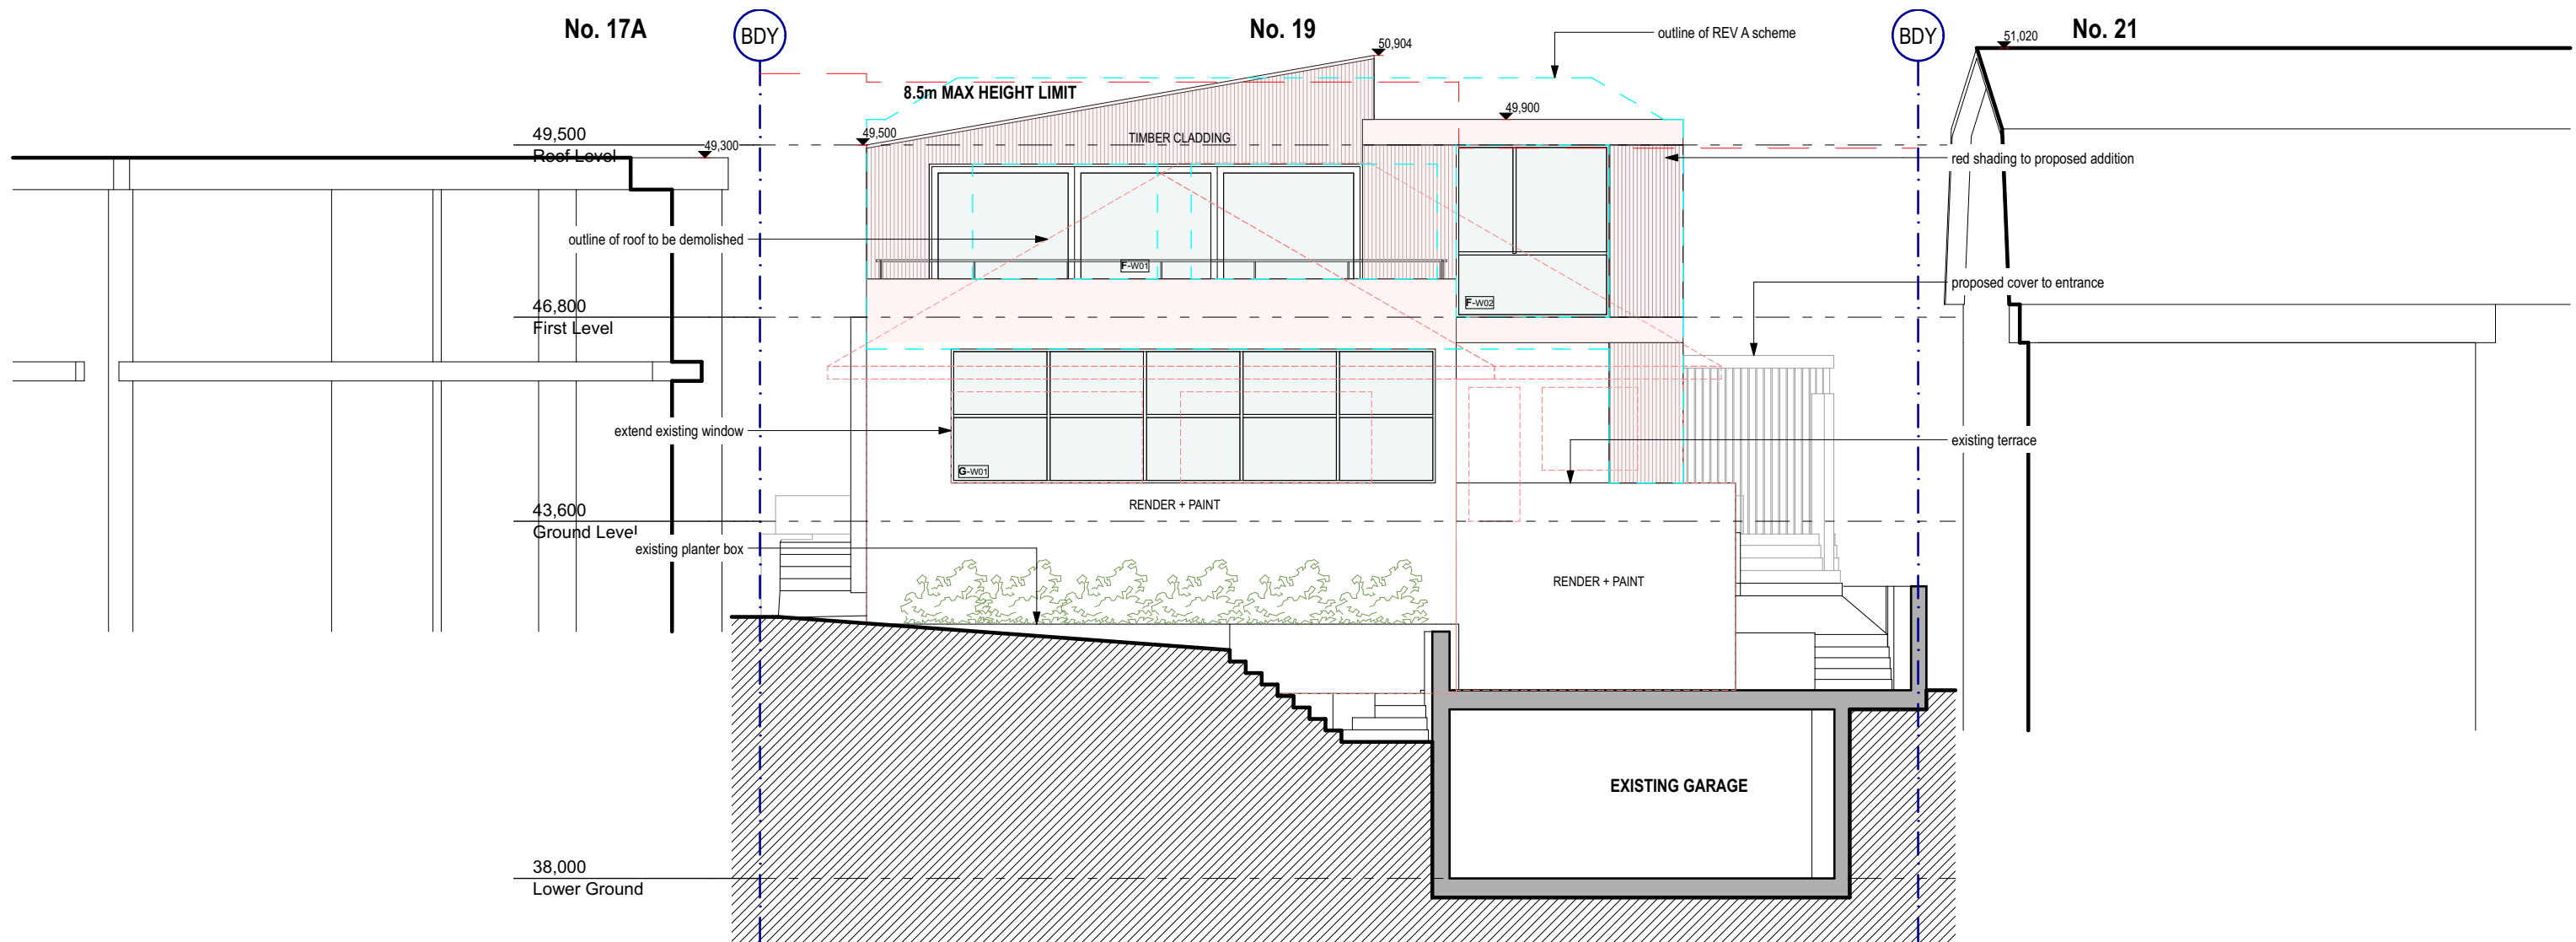 No. 17A
BDY
No. 19
50,904
outline of REV A scheme
BDY
51,020
No. 21
8.5m MAX HEIGHT LIMIT
49,900
49,500
Roof Level
49,300
49,500
TIMBER CLADDING
red shading to proposed addition
outline of roof to be demolished
F-W01
proposed cover to entrance
46,800
First Level
F-W02
extend existing window
existing terrace
G-W01
RENDER + PAINT
43,600
Ground Level
existing planter box
RENDER + PAINT
EXISTING GARAGE
38,000
Lower Ground